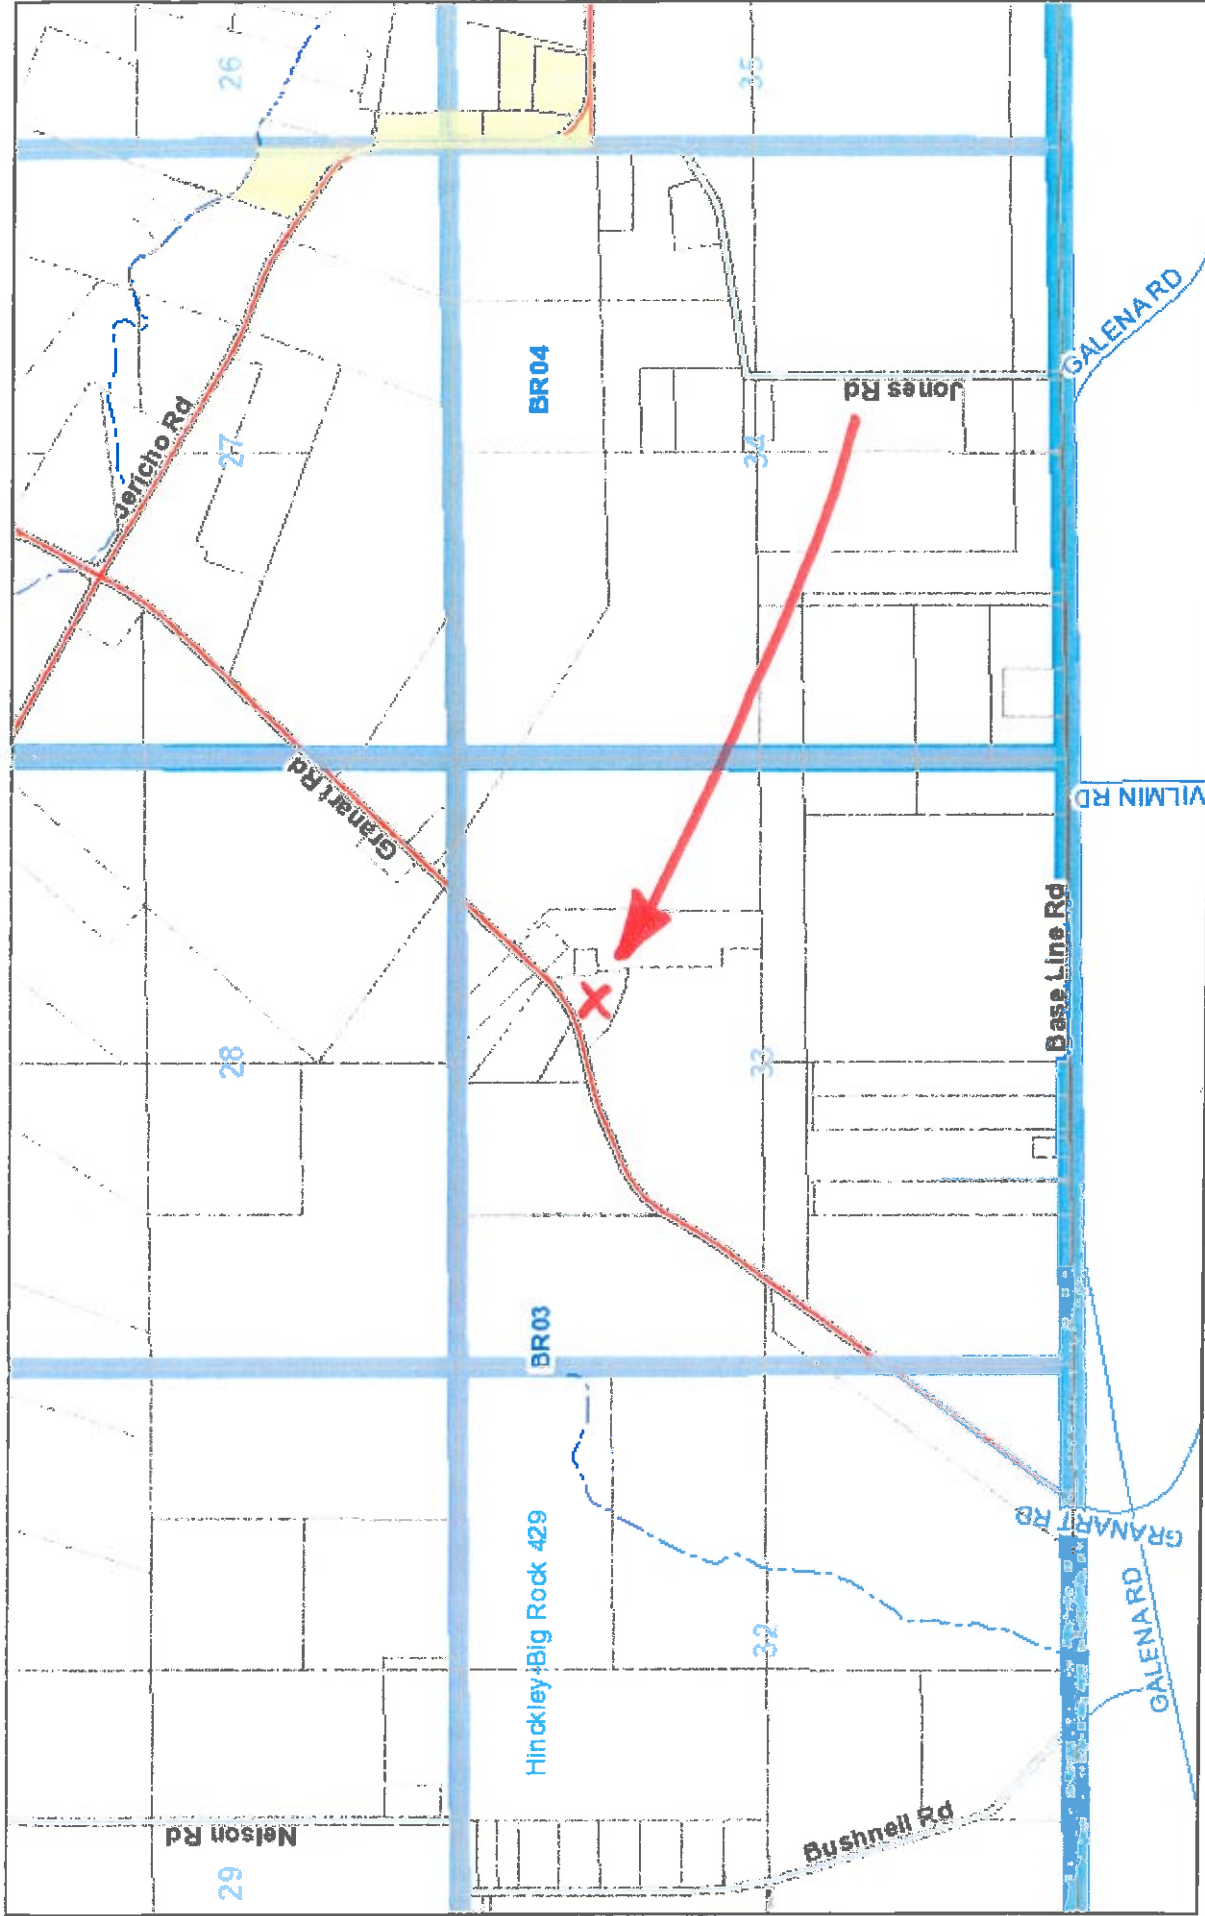 26
35
Jericho Rd
27
BR04
34
Jones Rd
GALENA RD
Granart Rd
VILMIN RD
28
33
Base Line Rd
BR03
Hinckley-Big Rock 429
32
GRANART RD
GALENA RD
Nelson Rd
29
Bushnell Rd